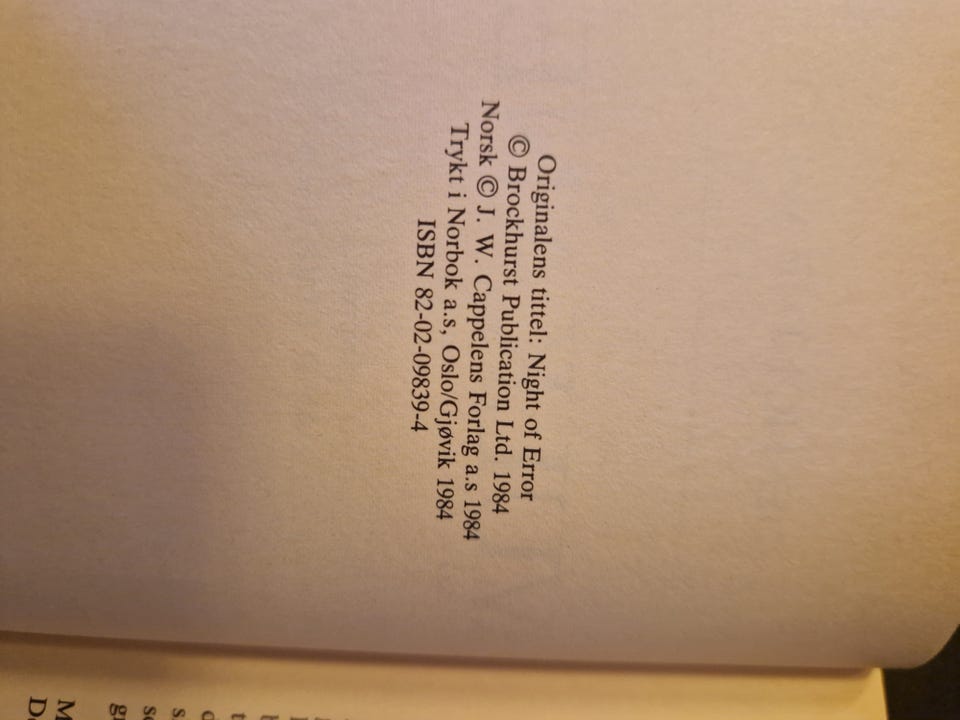 Originalens tittel: Night of Error
© Brockhurst Publication Ltd. 1984
Norsk © J. W. Cappelens Forlag a.s 1984
Trykt i Norbok a.s, Oslo/Gjøvik 1984
ISBN 82-02-09839-4